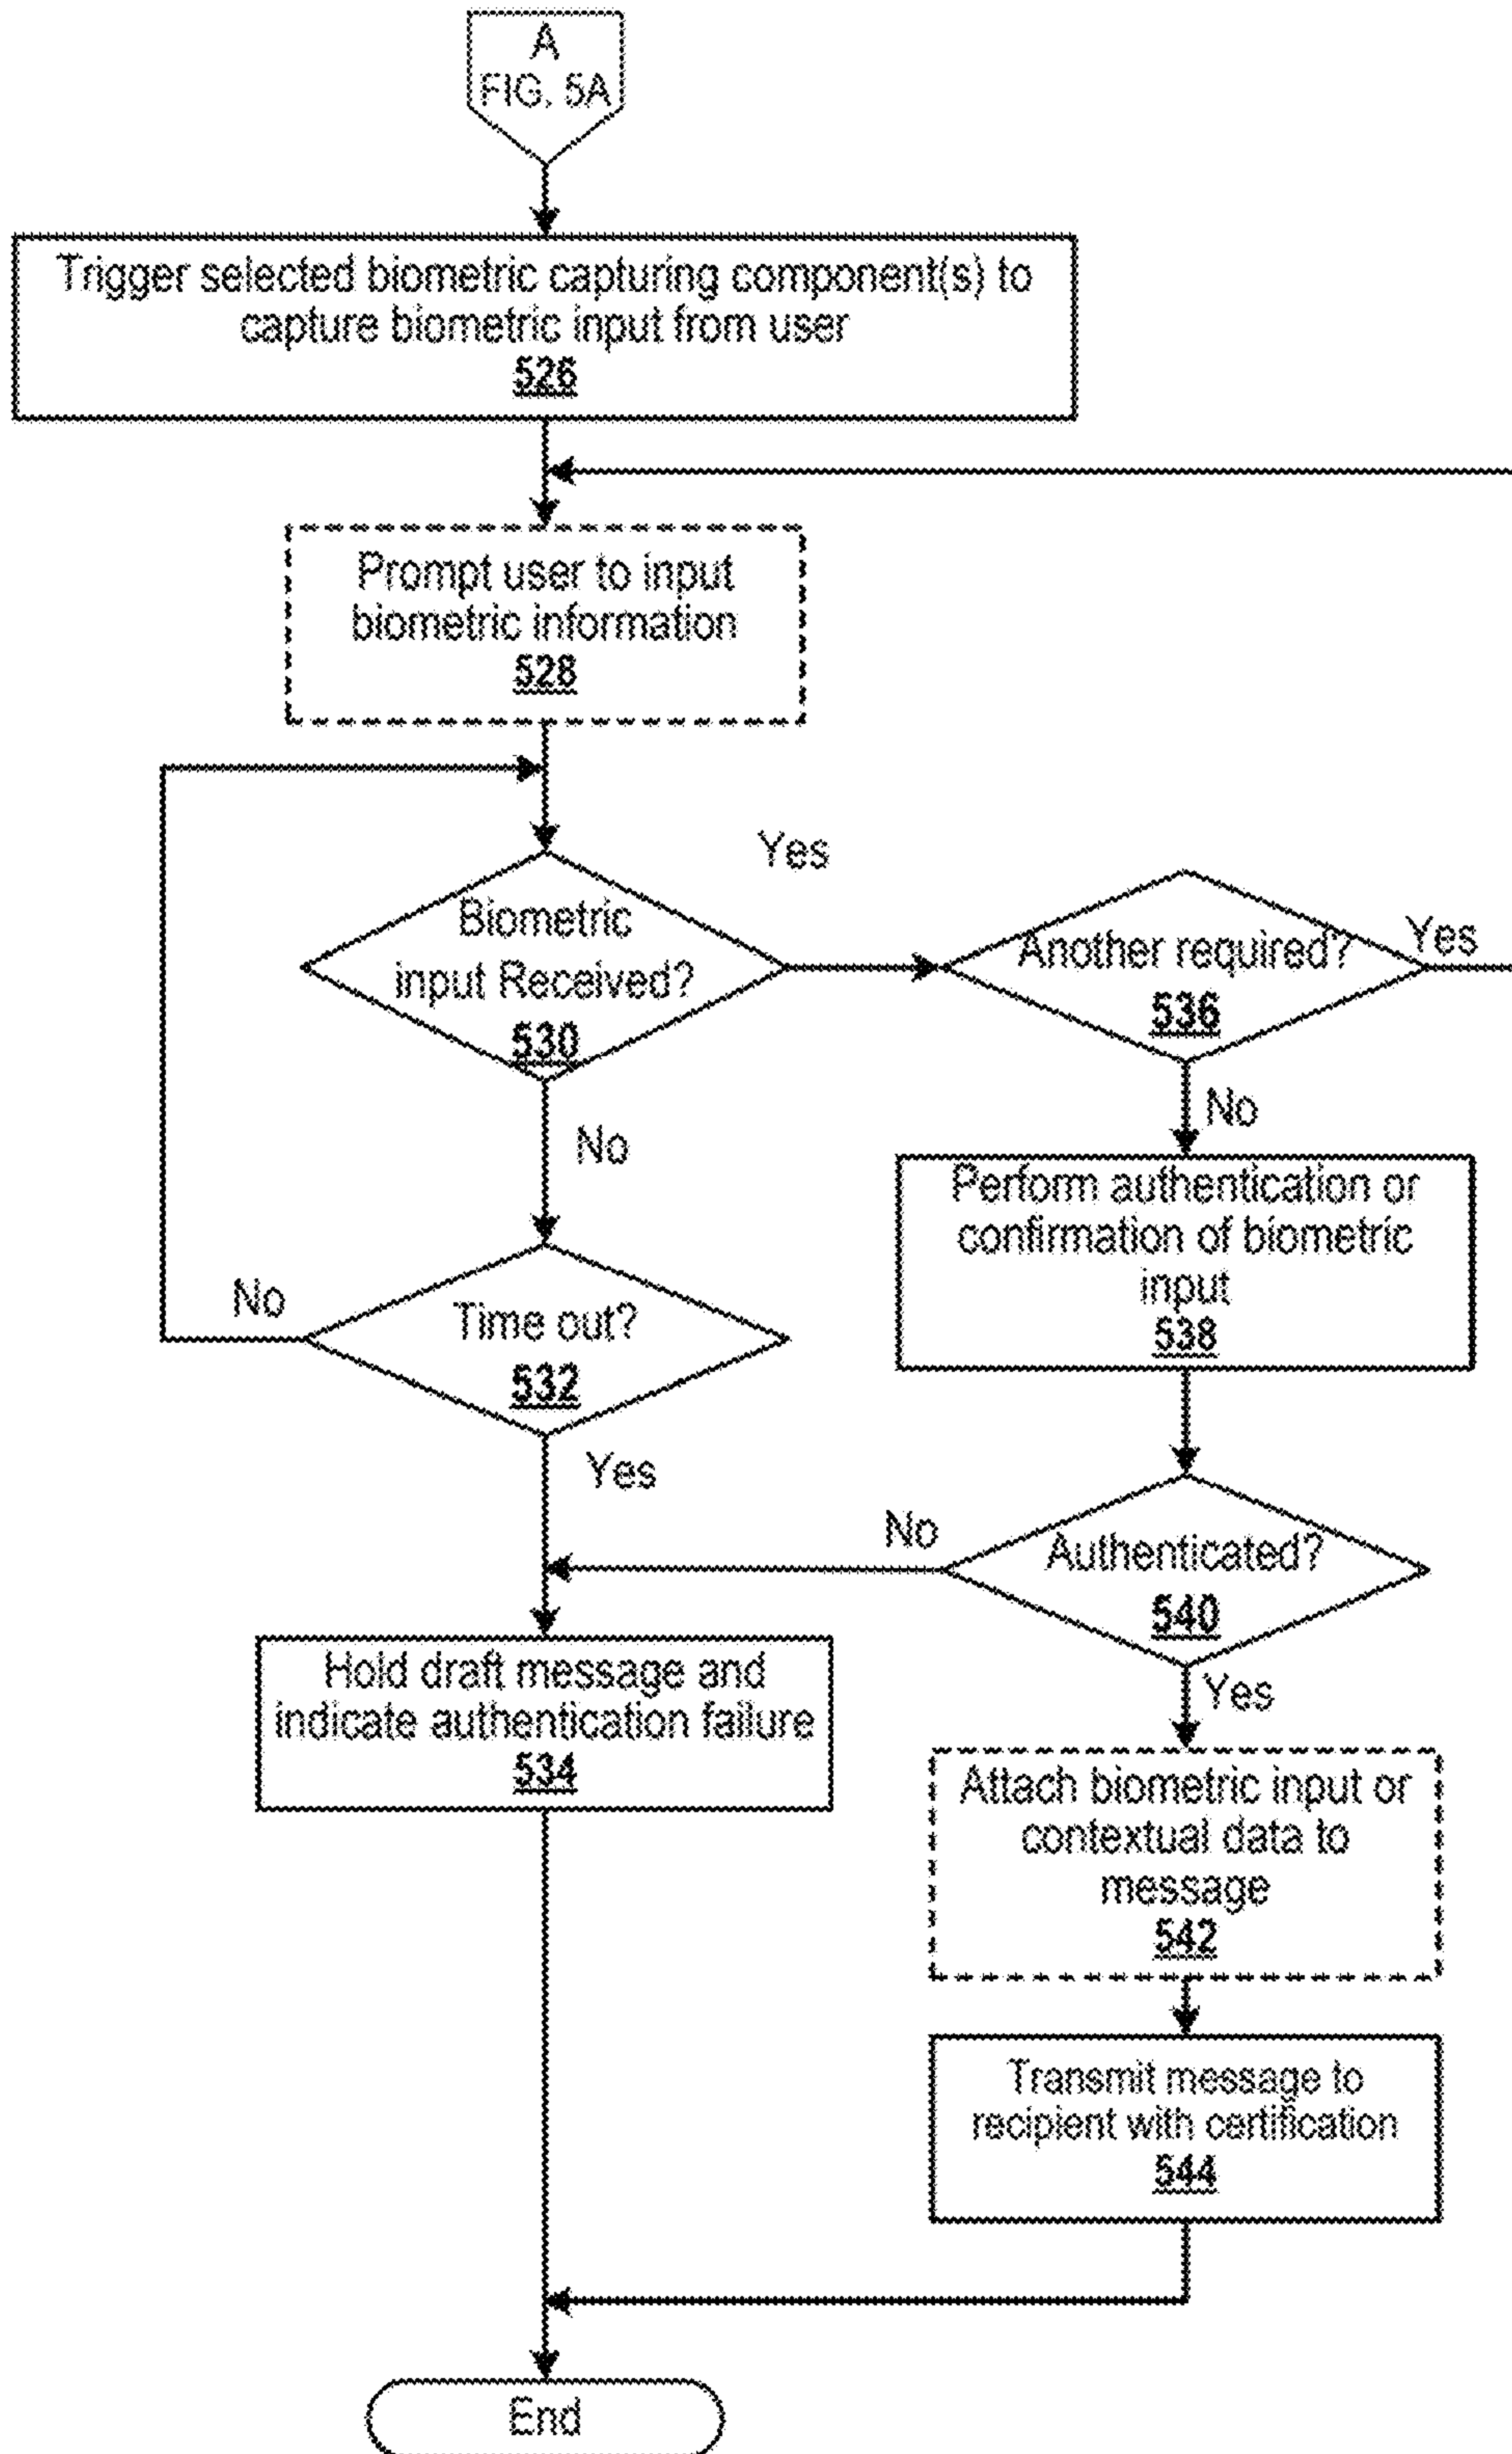 A
FIG. 5A
Trigger selected biometric capturing component(s) to
capture biometric input from user
526
Prompt user to input
biometric information
528
Yes
Biometric
input Received?
530
Another required?
536
Yes
No
No
Perform authentication or
confirmation of biometric
input
538
No
Time out?
532
Yes
No
Authenticated?
540
Yes
Hold draft message and
indicate authentication failure
534
Attach biometric input or
contextual data to
message
542
Transmit message to
recipient with certification
544
End